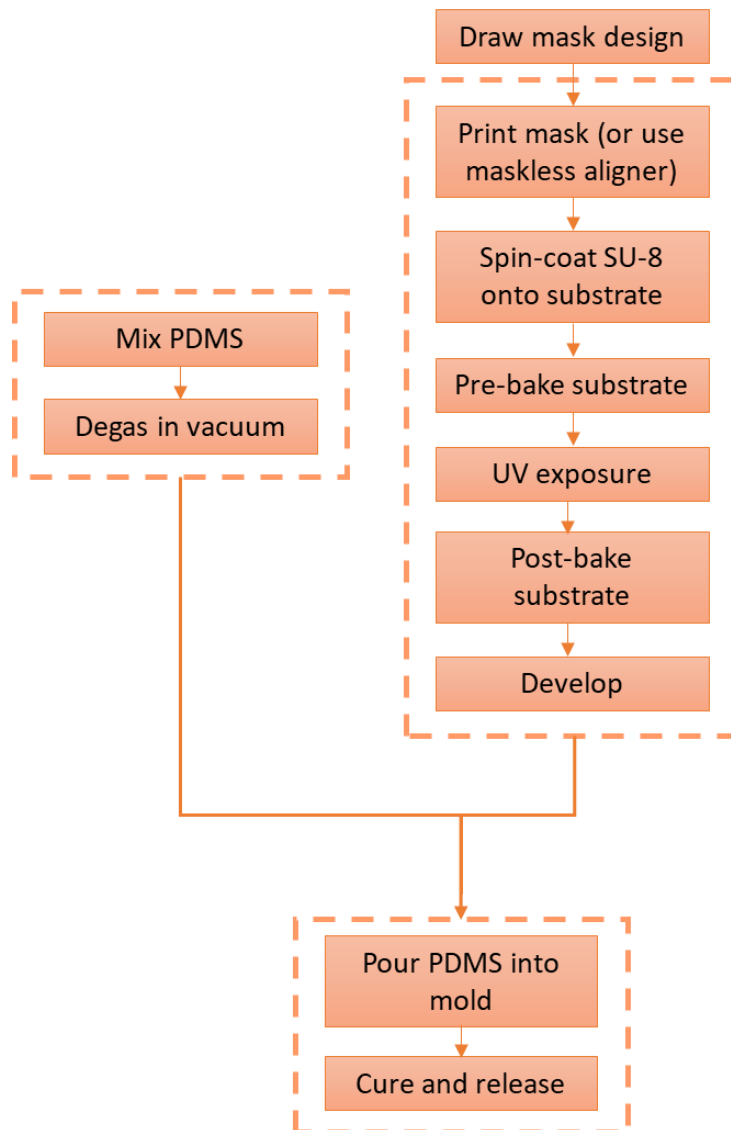 Draw mask design
Print mask (or use
maskless aligner)
Spin-coat SU-8
onto substrate
Pre-bake substrate
UV exposure
Post-bake
substrate
Develop
Mix PDMS
Degas in vacuum
Pour PDMS into
mold
Cure and release